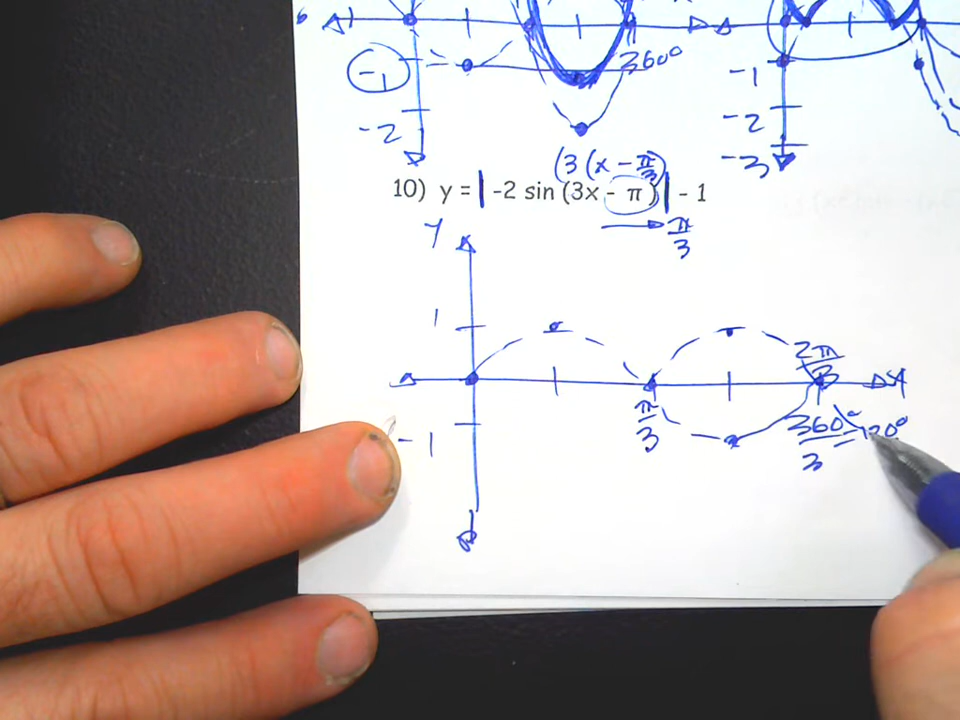 -1
360°
-1
-2
-2
-3
(3 (x - π/3)
10) y = | -2 sin (3x - π) | - 1
π/3
y
1
2π/3
x
π/3
360°/3 = 120°
-1